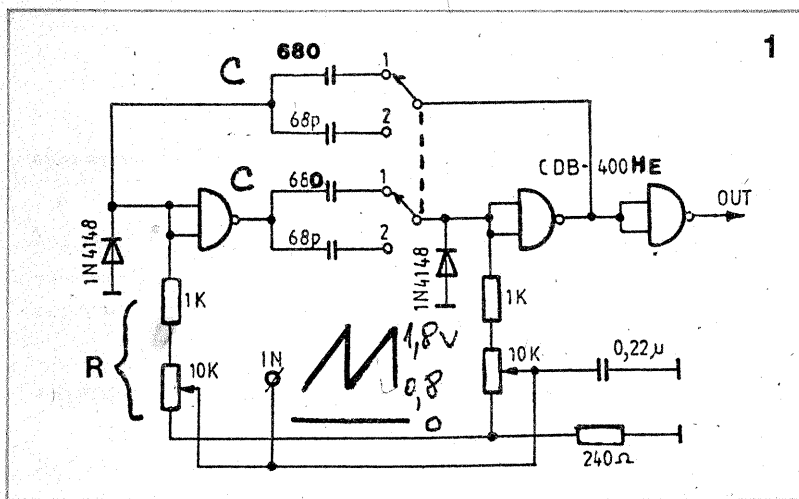 1
C
680
1
68p
2
C
680
1
68p
2
CDB-400HE
OUT
1N4148
1N4148
1K
1K
R
10K
IN
1,8V
0,8
0
10K
0,22µ
240Ω